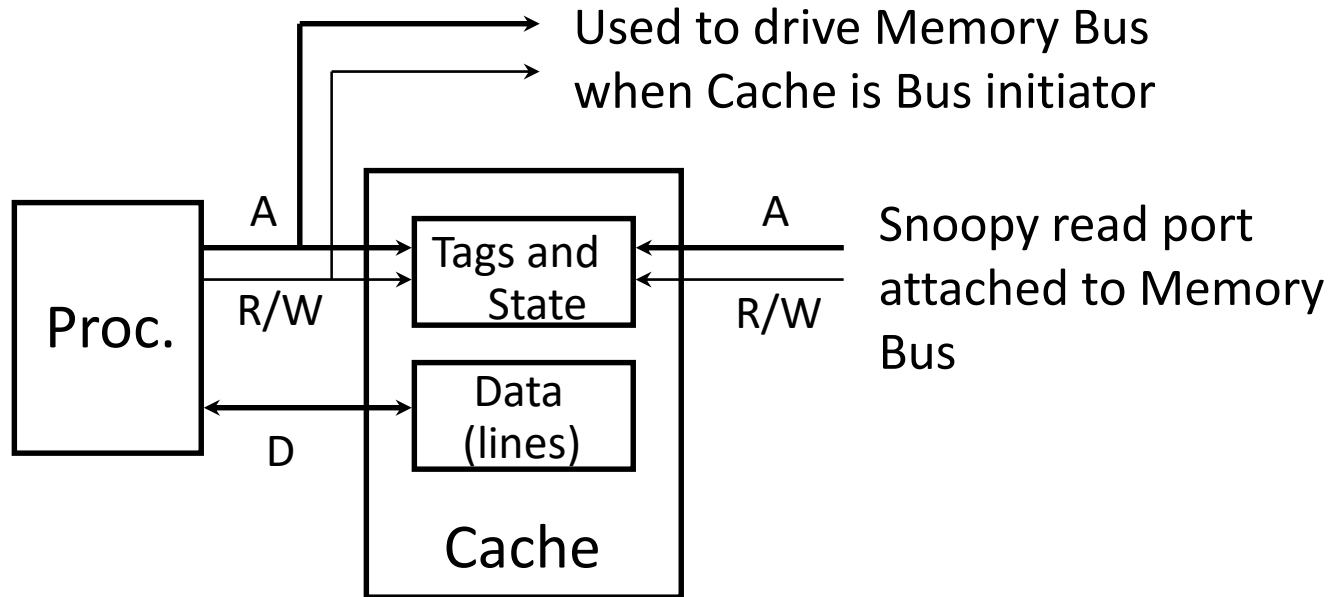 Used to drive Memory Bus
when Cache is Bus initiator
A
A
Snoopy read port
attached to Memory
Bus
Tags and
State
R/W
R/W
Proc.
Data
(lines)
D
Cache